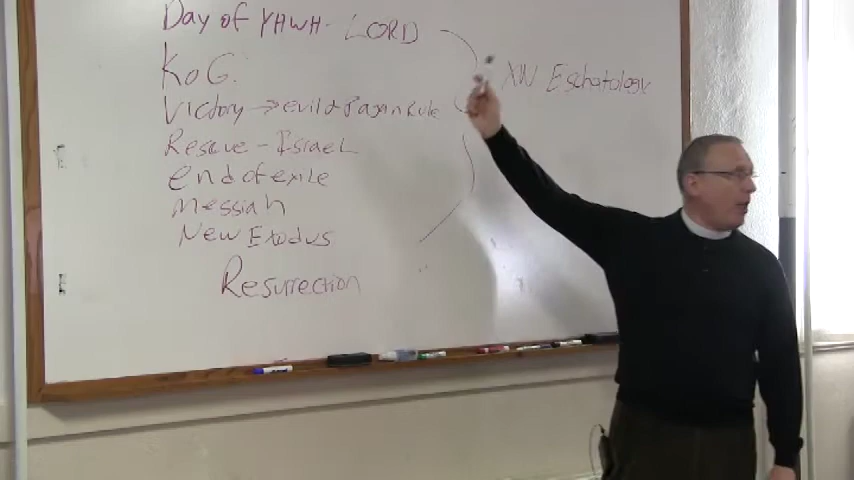 Day of YHWH - LORD
KoG.
XN Eschatology
Victory → evil & Pagan Rule
Rescue - Israel
end of exile
Messiah
New Exodus
Resurrection